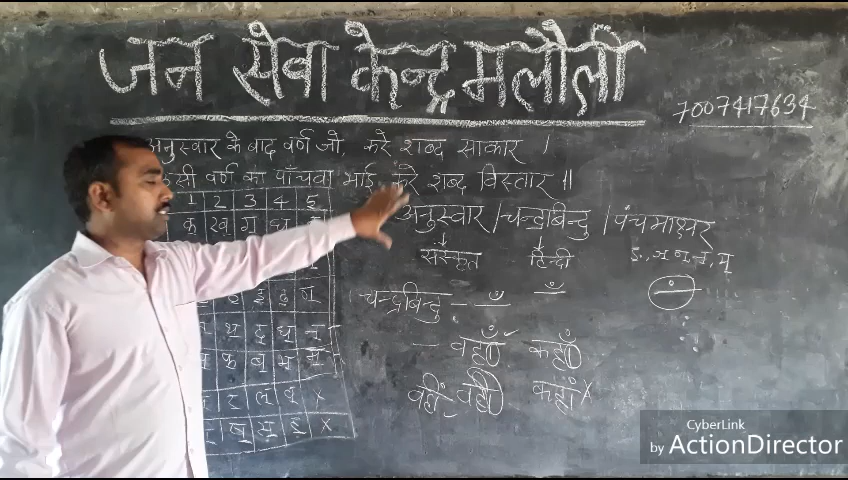 जन सेवा केन्द्र मलौली
7007417634
अनुस्वार के बाद वर्ण जो, करे शब्द साकार ।
उसी वर्ण का पाँचवा भाई, करे शब्द विस्तार ॥
1 2 3 4 5
क् ख् ग् घ्
अनुस्वार / चन्द्रबिन्दु / पंचमाक्षर
संस्कृत हिन्दी ङ, ञ, ण, न, म्
चन्द्रबिन्दु - ँ ँ
- वहाँ कहाँ
वहीं
कहां ×
थ् द् ध् न्
फ् ब् भ् म्
र् ल् व् ×
ष् स् ह् ×
CyberLink
by ActionDirector